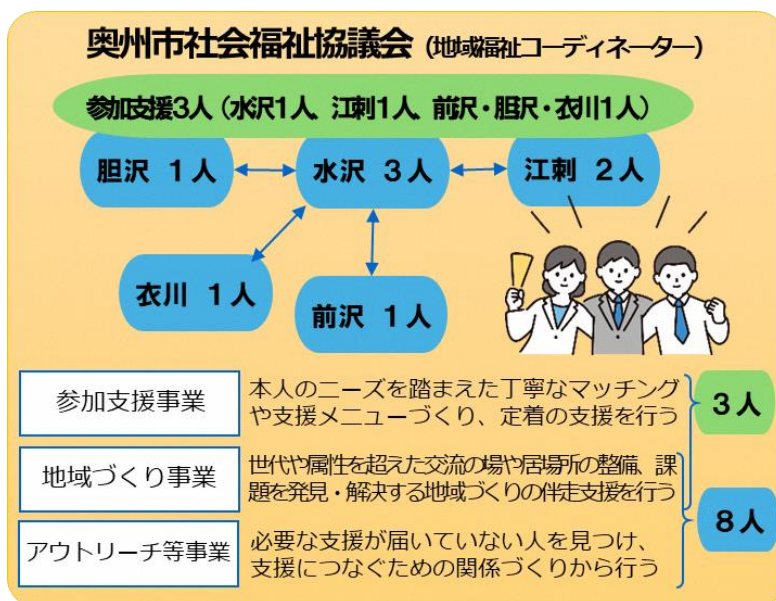 奥州市社会福祉協議会（地域福祉コーディネーター）
参加支援3人（水沢1人、江刺1人、前沢・胆沢・衣川1人）
胆沢 1人
水沢 3人
江刺 2人
衣川 1人
前沢 1人
参加支援事業
本人のニーズを踏まえた丁寧なマッチング
や支援メニューづくり、定着の支援を行う
3人
地域づくり事業
世代や属性を超えた交流の場や居場所の整備、課
題を発見・解決する地域づくりの伴走支援を行う
8人
アウトリーチ等事業
必要な支援が届いていない人を見つけ、
支援につなぐための関係づくりから行う